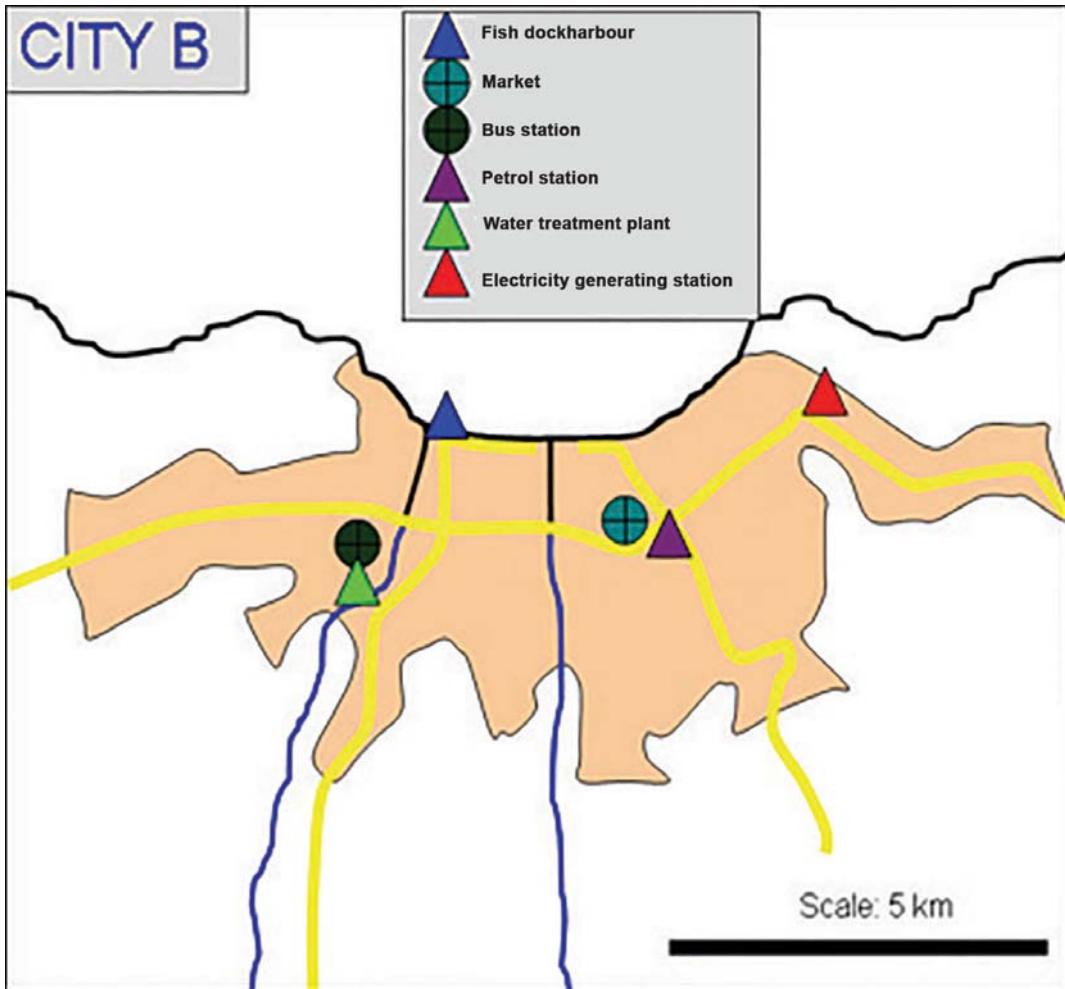 CITY B
Fish dockharbour
Market
Bus station
Petrol station
Water treatment plant
Electricity generating station
Scale: 5 km